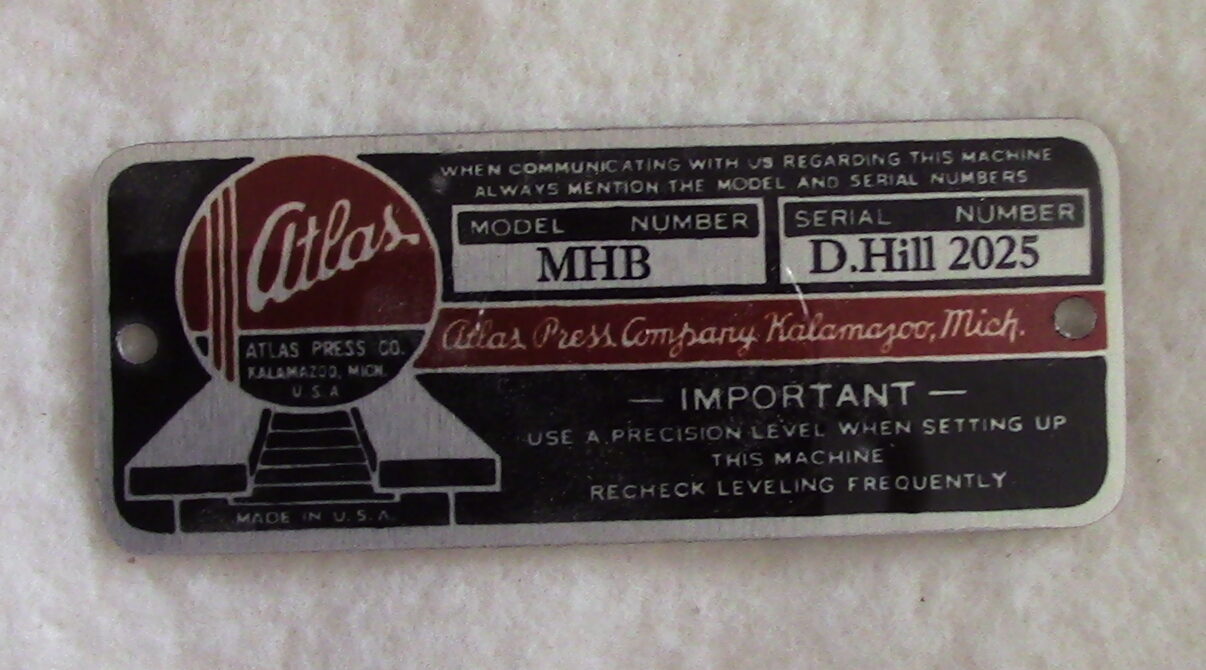 Atlas
ATLAS PRESS CO.
KALAMAZOO, MICH.
U.S.A
MADE IN U.S.A.
WHEN COMMUNICATING WITH US REGARDING THIS MACHINE
ALWAYS MENTION THE MODEL AND SERIAL NUMBERS
MODEL NUMBER
MHB
SERIAL NUMBER
D.Hill 2025
Atlas Press Company Kalamazoo, Mich.
— IMPORTANT —
USE A PRECISION LEVEL WHEN SETTING UP
THIS MACHINE
RECHECK LEVELING FREQUENTLY